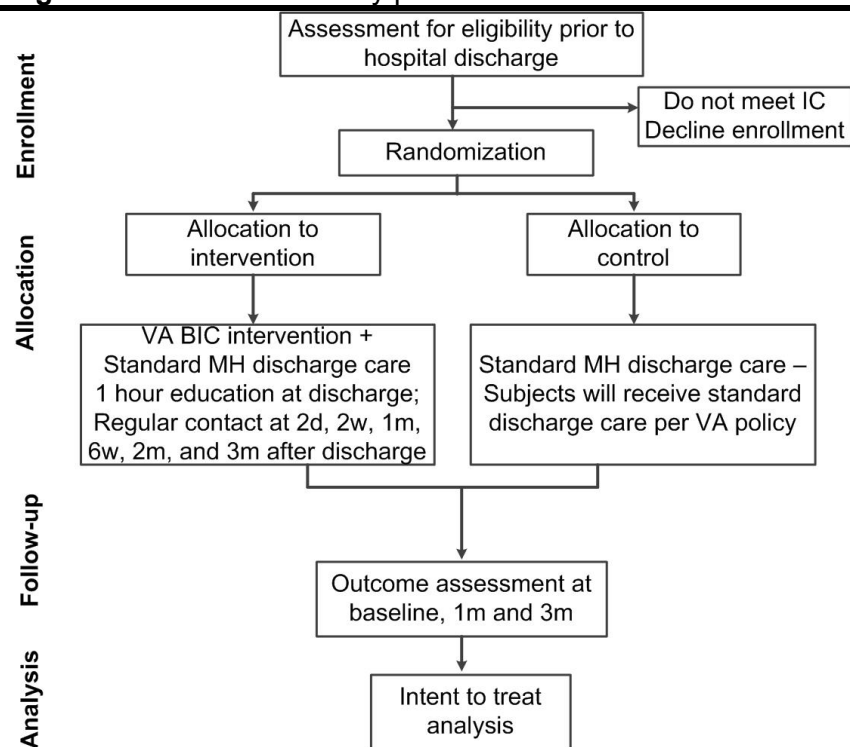 Assessment for eligibility prior to
hospital discharge
Enrollment
Do not meet IC
Decline enrollment
Randomization
Allocation
Allocation to
intervention
Allocation to
control
VA BIC intervention +
Standard MH discharge care
1 hour education at discharge;
Regular contact at 2d, 2w, 1m,
6w, 2m, and 3m after discharge
Standard MH discharge care –
Subjects will receive standard
discharge care per VA policy
Follow-up
Outcome assessment at
baseline, 1m and 3m
Analysis
Intent to treat
analysis